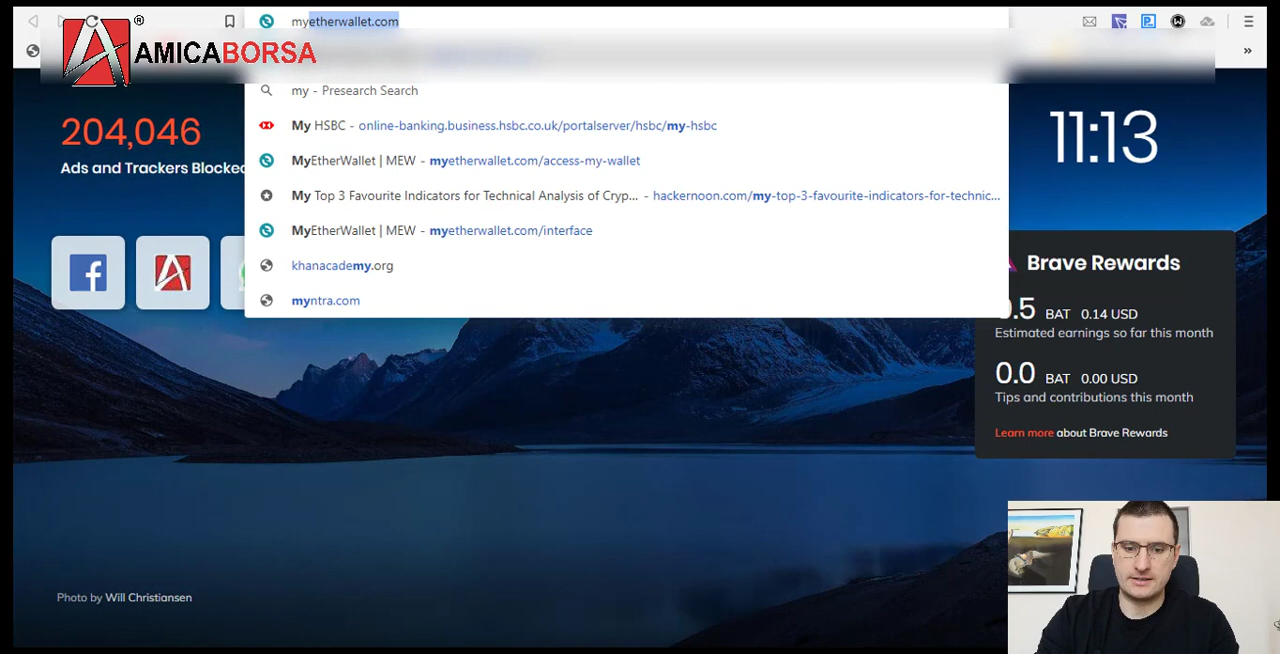 myetherwallet.com
®
AMICABORSA
my - Presearch Search
My HSBC - online-banking.business.hsbc.co.uk/portalserver/hsbc/my-hsbc
MyEtherWallet | MEW - myetherwallet.com/access-my-wallet
My Top 3 Favourite Indicators for Technical Analysis of Cryp... - hackernoon.com/my-top-3-favourite-indicators-for-technic...
MyEtherWallet | MEW - myetherwallet.com/interface
khanacademy.org
myntra.com
204,046
Ads and Trackers Blocked
11:13
Brave Rewards
0.5 BAT 0.14 USD
Estimated earnings so far this month
0.0 BAT 0.00 USD
Tips and contributions this month
Learn more about Brave Rewards
Photo by Will Christiansen